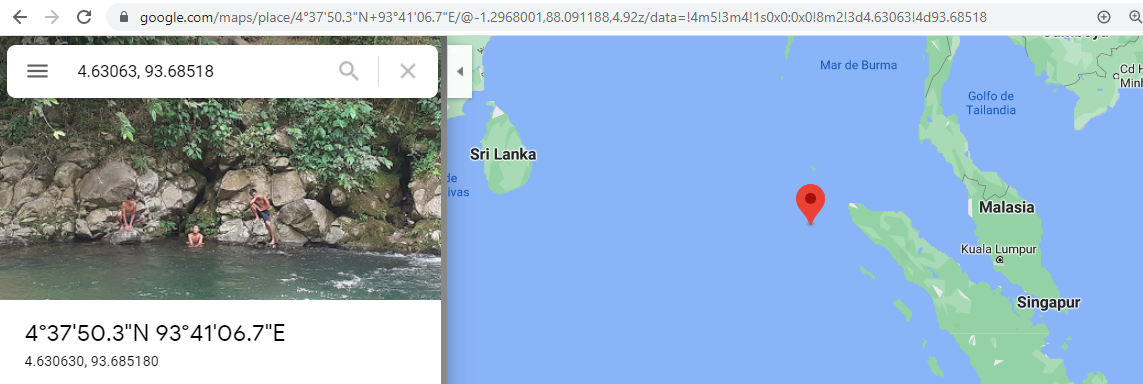 google.com/maps/place/4°37'50.3"N+93°41'06.7"E/@-1.2968001,88.091188,4.92z/data=!4m5!3m4!1s0x0:0x0!8m2!3d4.63063!4d93.68518
4.63063, 93.68518
4°37'50.3"N 93°41'06.7"E
4.630630, 93.685180
Mar de Burma
Cd H
Minh
Golfo de
Tailandia
Sri Lanka
de
ivas
Malasia
Kuala Lumpur
Singapur